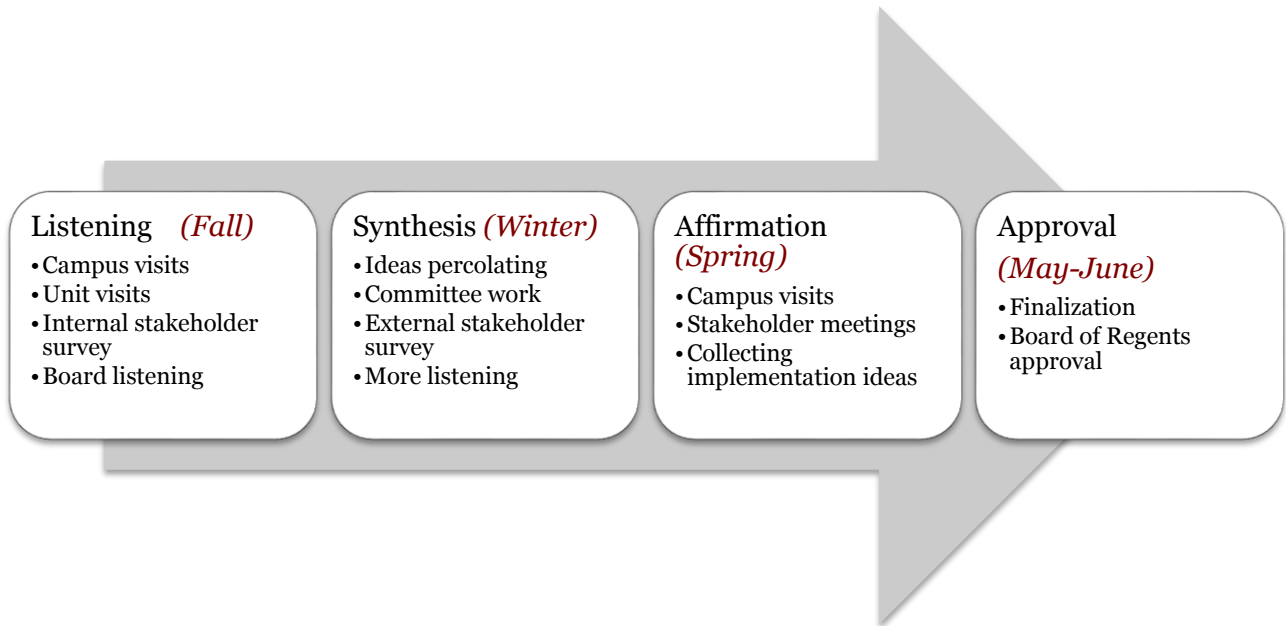 Listening (Fall)
• Campus visits
• Unit visits
• Internal stakeholder
survey
• Board listening
Synthesis (Winter)
• Ideas percolating
• Committee work
• External stakeholder
survey
• More listening
Affirmation
(Spring)
• Campus visits
• Stakeholder meetings
• Collecting
implementation ideas
Approval
(May-June)
• Finalization
• Board of Regents
approval